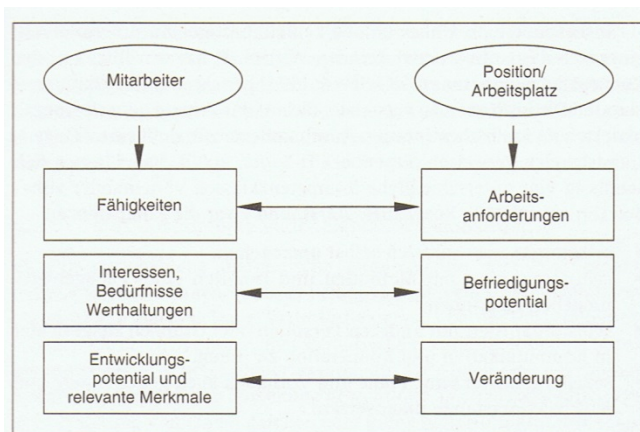 Mitarbeiter
Position/
Arbeitsplatz
Fähigkeiten
Arbeits-
anforderungen
Interessen,
Bedürfnisse
Werthaltungen
Befriedigungs-
potential
Entwicklungs-
potential und
relevante Merkmale
Veränderung